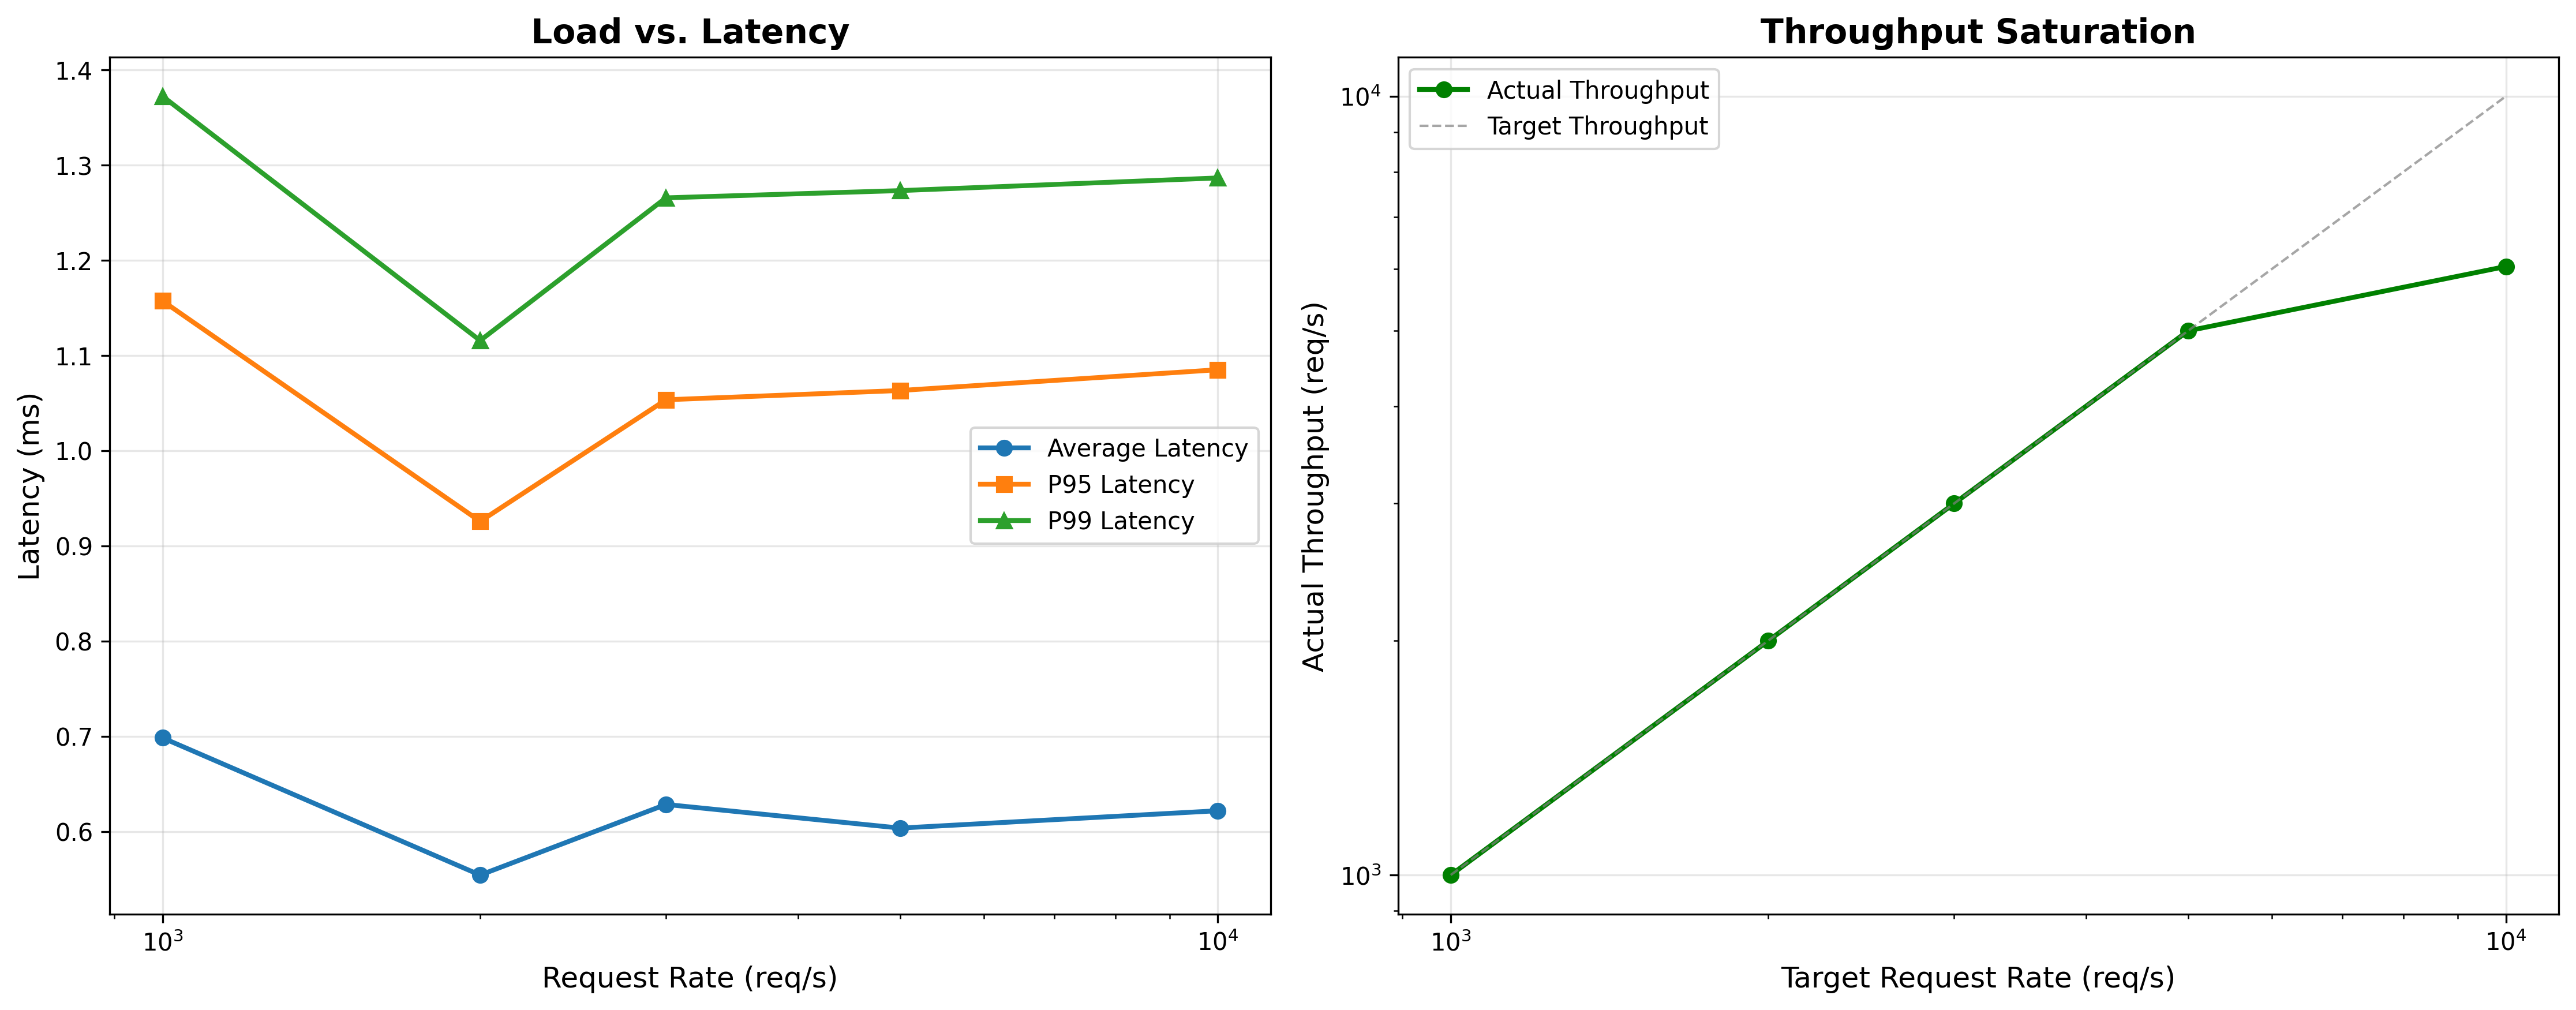 Load vs. Latency
Latency (ms)
1.4
1.3
1.2
1.1
1.0
0.9
0.8
0.7
0.6
Average Latency
P95 Latency
P99 Latency
10³
10⁴
Request Rate (req/s)
Throughput Saturation
Actual Throughput (req/s)
10⁴
10³
Actual Throughput
Target Throughput
10³
10⁴
Target Request Rate (req/s)